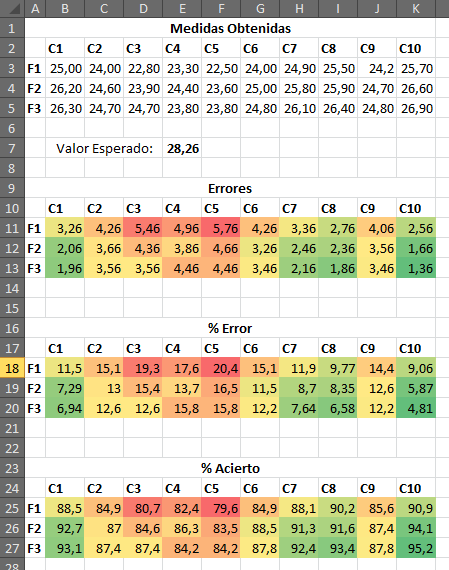 A B C D E F G H I J K
1 Medidas Obtenidas
2 C1 C2 C3 C4 C5 C6 C7 C8 C9 C10
3 F1 25,00 24,00 22,80 23,30 22,50 24,00 24,90 25,50 24,2 25,70
4 F2 26,20 24,60 23,90 24,40 23,60 25,00 25,80 25,90 24,70 26,60
5 F3 26,30 24,70 24,70 23,80 23,80 24,80 26,10 26,40 24,80 26,90
6
7 Valor Esperado: 28,26
8
9 Errores
10 C1 C2 C3 C4 C5 C6 C7 C8 C9 C10
11 F1 3,26 4,26 5,46 4,96 5,76 4,26 3,36 2,76 4,06 2,56
12 F2 2,06 3,66 4,36 3,86 4,66 3,26 2,46 2,36 3,56 1,66
13 F3 1,96 3,56 3,56 4,46 4,46 3,46 2,16 1,86 3,46 1,36
14
15
16 % Error
17 C1 C2 C3 C4 C5 C6 C7 C8 C9 C10
18 F1 11,5 15,1 19,3 17,6 20,4 15,1 11,9 9,77 14,4 9,06
19 F2 7,29 13 15,4 13,7 16,5 11,5 8,7 8,35 12,6 5,87
20 F3 6,94 12,6 12,6 15,8 15,8 12,2 7,64 6,58 12,2 4,81
21
22
23 % Acierto
24 C1 C2 C3 C4 C5 C6 C7 C8 C9 C10
25 F1 88,5 84,9 80,7 82,4 79,6 84,9 88,1 90,2 85,6 90,9
26 F2 92,7 87 84,6 86,3 83,5 88,5 91,3 91,6 87,4 94,1
27 F3 93,1 87,4 87,4 84,2 84,2 87,8 92,4 93,4 87,8 95,2
28